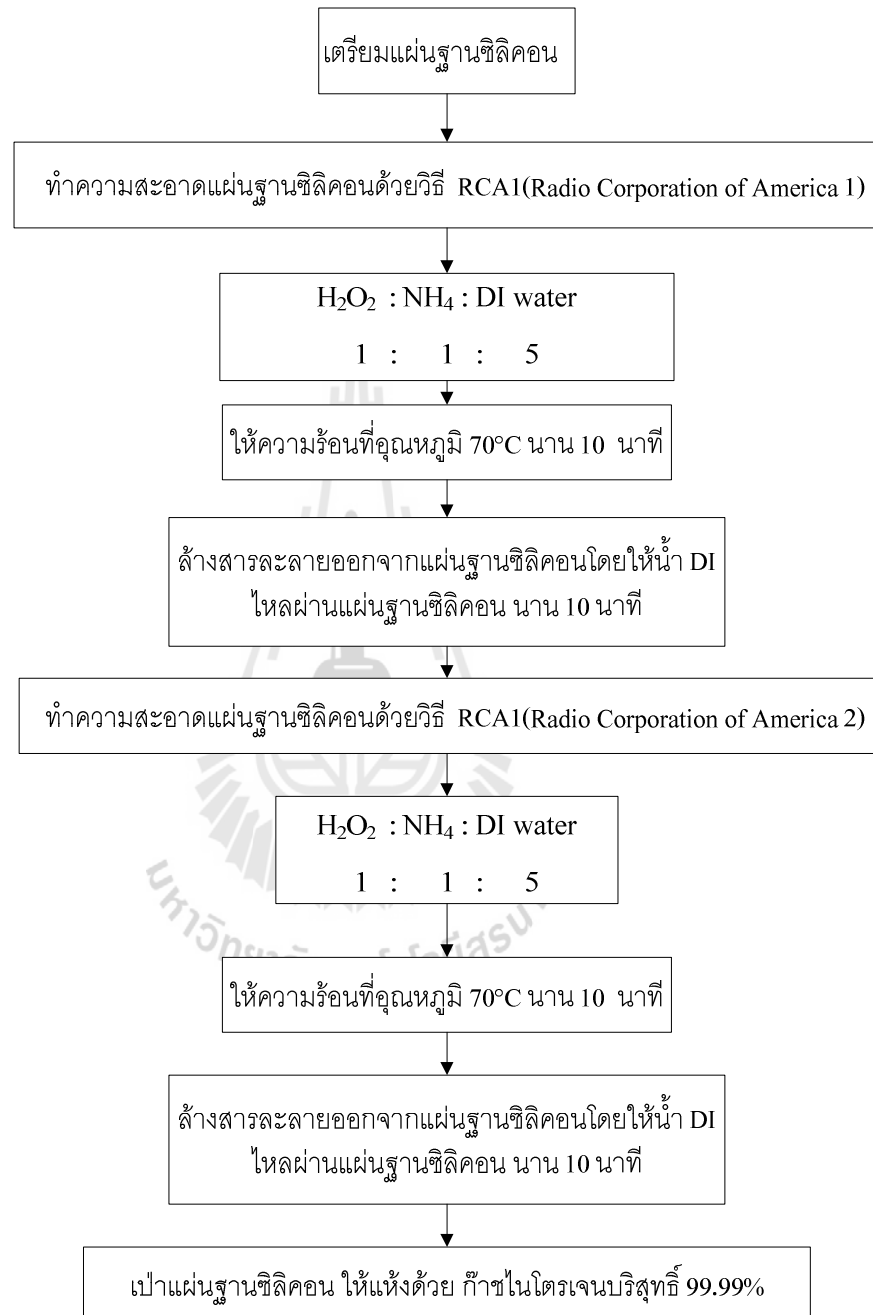 เตรียมแผ่นฐานซิลิคอน
ทำความสะอาดแผ่นฐานซิลิคอนด้วยวิธี RCA1(Radio Corporation of America 1)
H₂O₂ : NH₄ : DI water
1 : 1 : 5
ให้ความร้อนที่อุณหภูมิ 70°C นาน 10 นาที
ล้างสารละลายออกจากแผ่นฐานซิลิคอนโดยให้น้ำ DI
ไหลผ่านแผ่นฐานซิลิคอน นาน 10 นาที
ทำความสะอาดแผ่นฐานซิลิคอนด้วยวิธี RCA1(Radio Corporation of America 2)
H₂O₂ : NH₄ : DI water
1 : 1 : 5
ให้ความร้อนที่อุณหภูมิ 70°C นาน 10 นาที
ล้างสารละลายออกจากแผ่นฐานซิลิคอนโดยให้น้ำ DI
ไหลผ่านแผ่นฐานซิลิคอน นาน 10 นาที
เป่าแผ่นฐานซิลิคอน ให้แห้งด้วย ก๊าซไนโตรเจนบริสุทธิ์ 99.99%